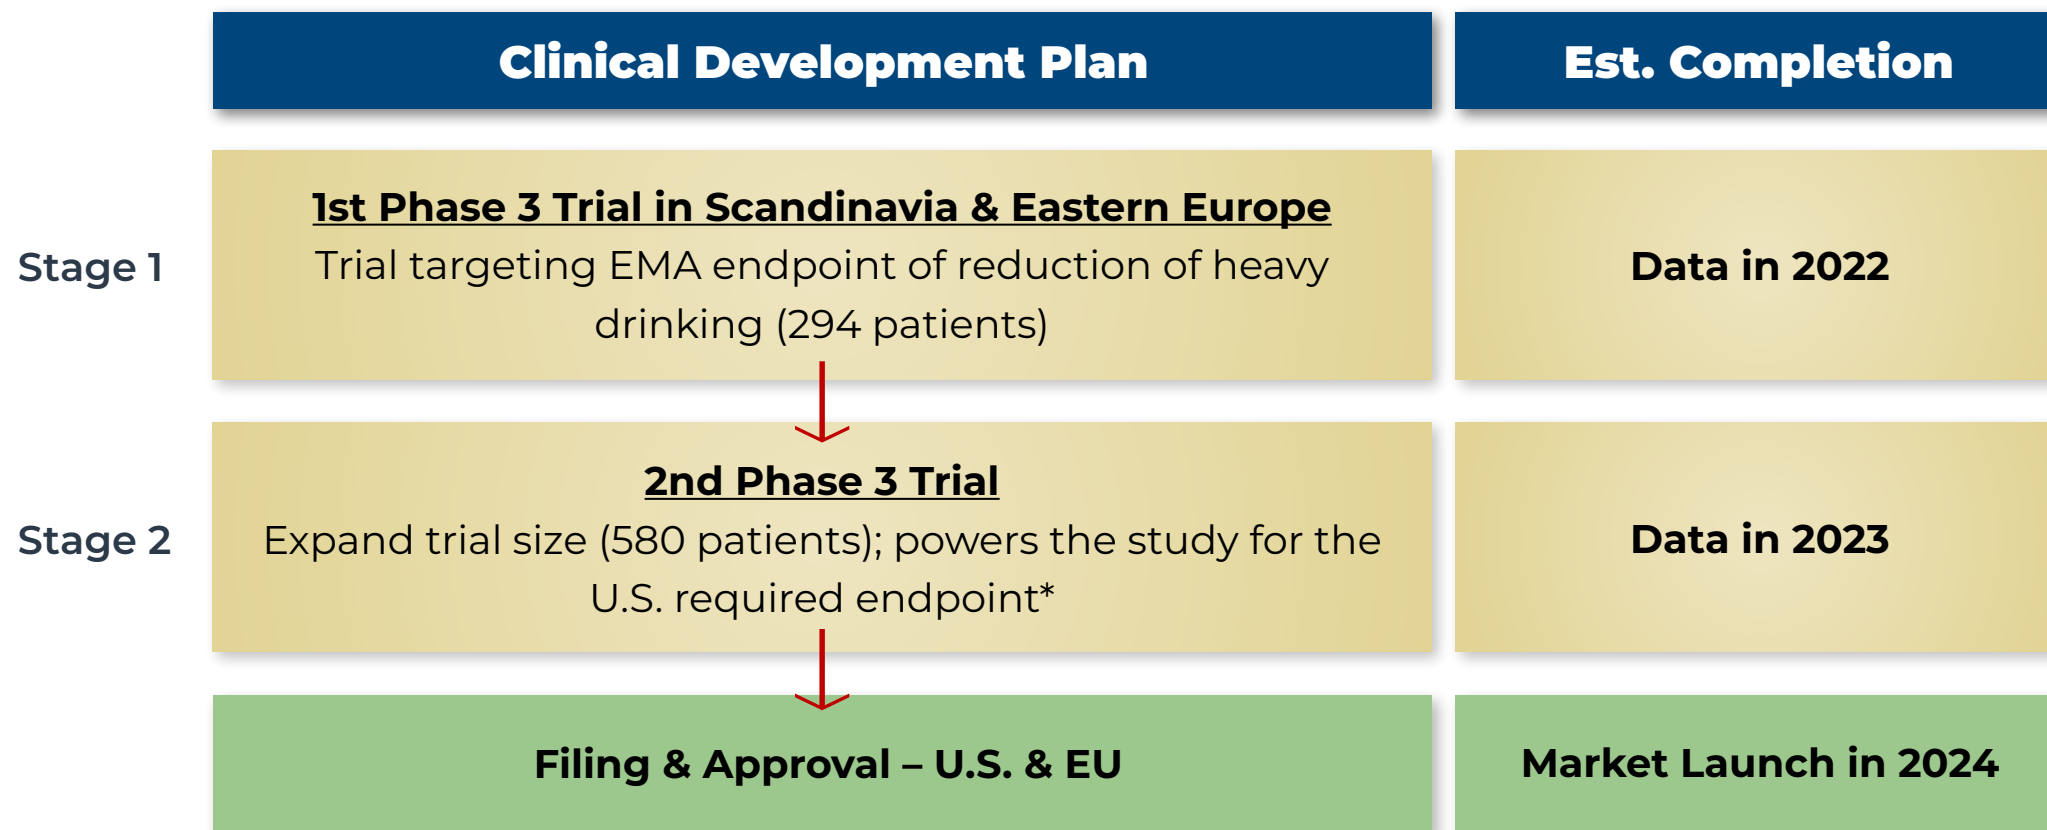 Clinical Development Plan
Est. Completion
Stage 1
1st Phase 3 Trial in Scandinavia & Eastern Europe
Trial targeting EMA endpoint of reduction of heavy
drinking (294 patients)
Data in 2022
Stage 2
2nd Phase 3 Trial
Expand trial size (580 patients); powers the study for the
U.S. required endpoint*
Data in 2023
Filing & Approval – U.S. & EU
Market Launch in 2024